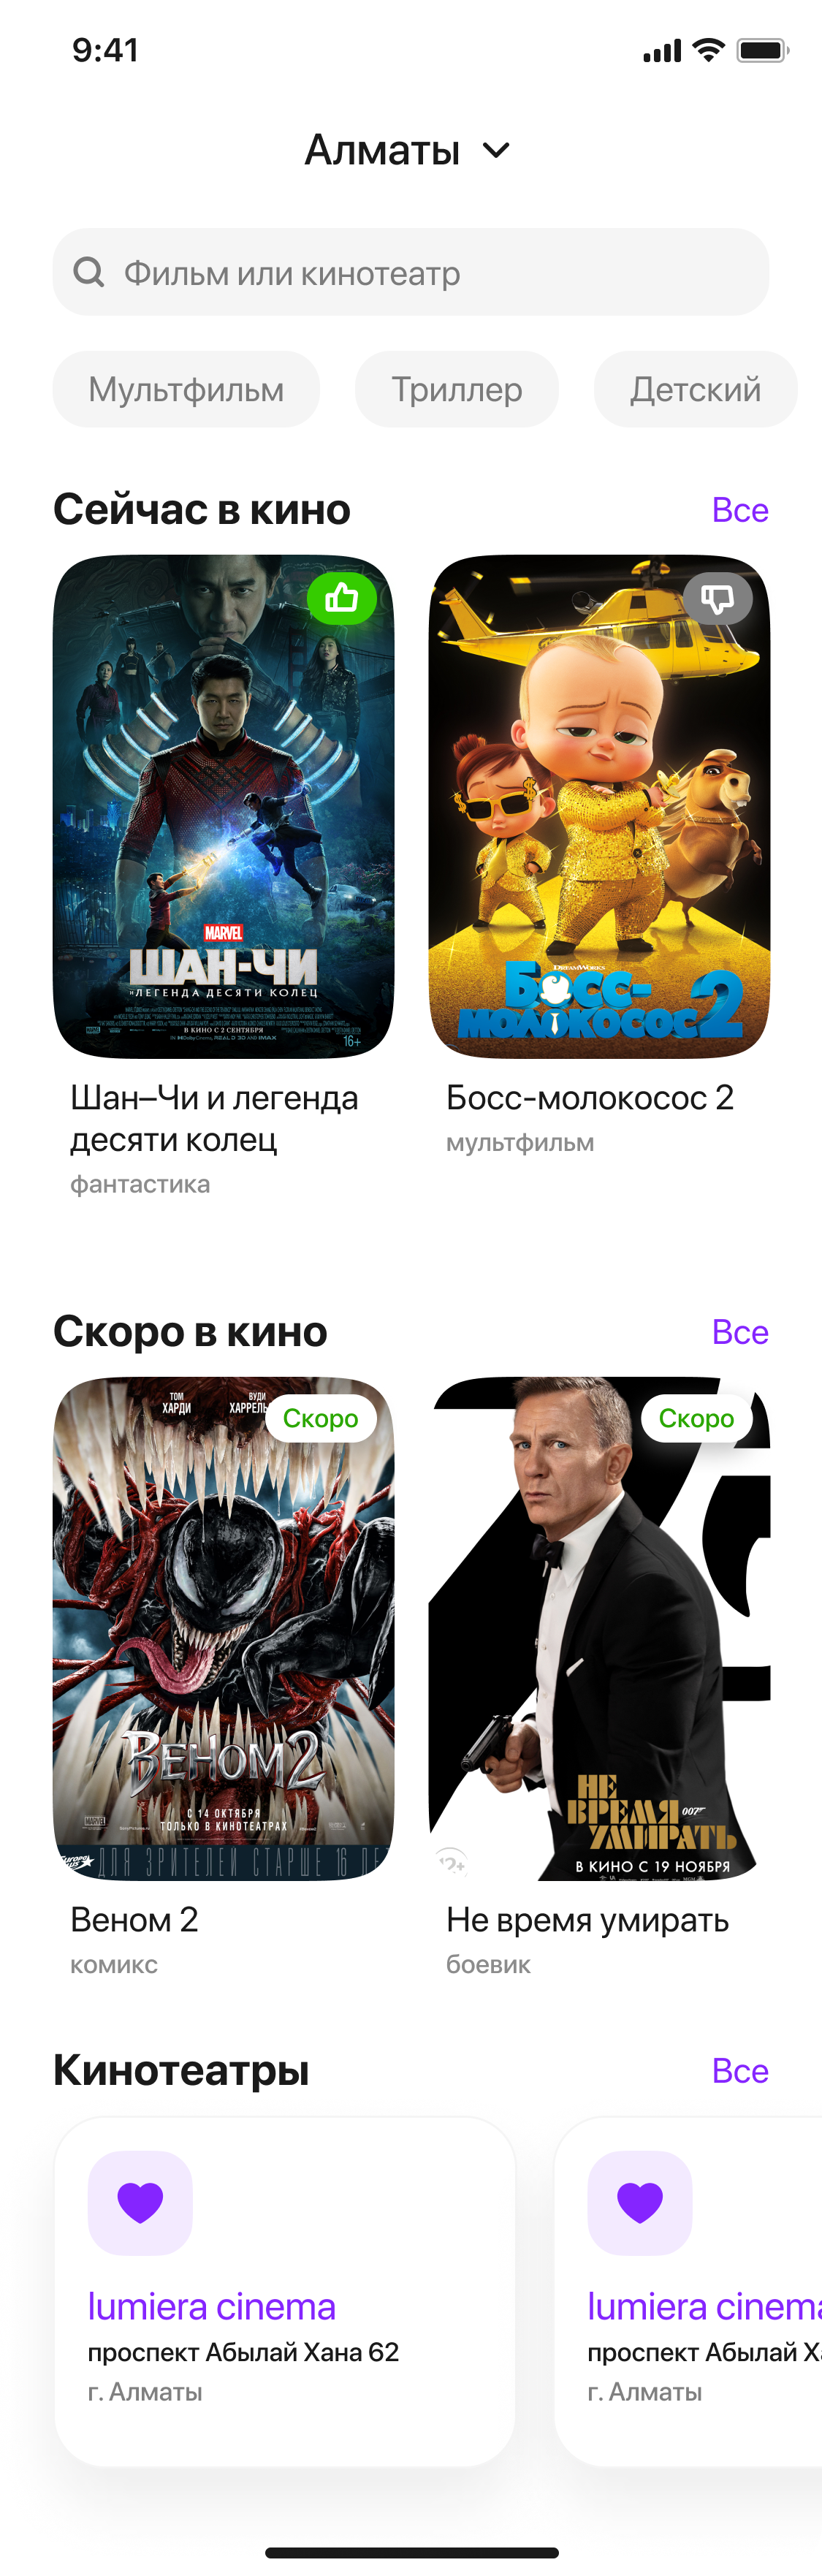 9:41
Алматы
Фильм или кинотеатр
Мультфильм
Триллер
Детский
Сейчас в кино
Все
MARVEL
ШАН-ЧИ
И ЛЕГЕНДА ДЕСЯТИ КОЛЕЦ
В КИНО С 2 СЕНТЯБРЯ
16+
DREAMWORKS
БОСС-
МОЛОКОСОС 2
Шан–Чи и легенда
десяти колец
фантастика
Босс-молокосос 2
мультфильм
Скоро в кино
Все
ТОМ
ХАРДИ
ВУДИ
Скоро
ВЕНОМ 2
С 14 ОКТЯБРЯ
ТОЛЬКО В КИНОТЕАТРАХ
ДЛЯ ЗРИТЕЛЕЙ СТАРШЕ 16
Скоро
НЕ
ВРЕМЯ 007
УМИРАТЬ
В КИНО С 19 НОЯБРЯ
12+
Веном 2
комикс
Не время умирать
боевик
Кинотеатры
Все
lumiera cinema
проспект Абылай Хана 62
г. Алматы
lumiera cinema
проспект Абылай Ха
г. Алматы